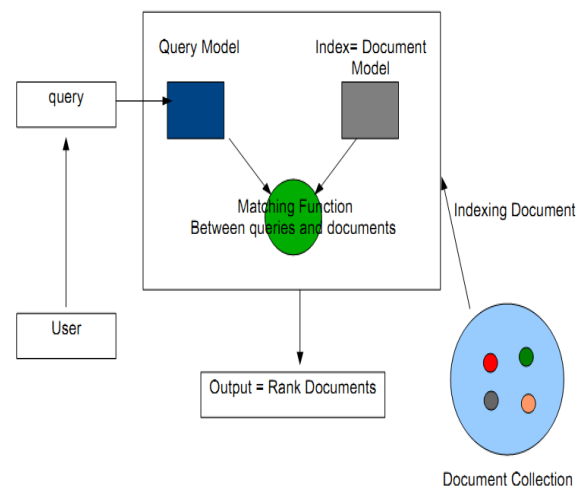 Query Model
Index= Document
Model
query
Matching Function
Between queries and documents
Indexing Document
User
Output = Rank Documents
Document Collection